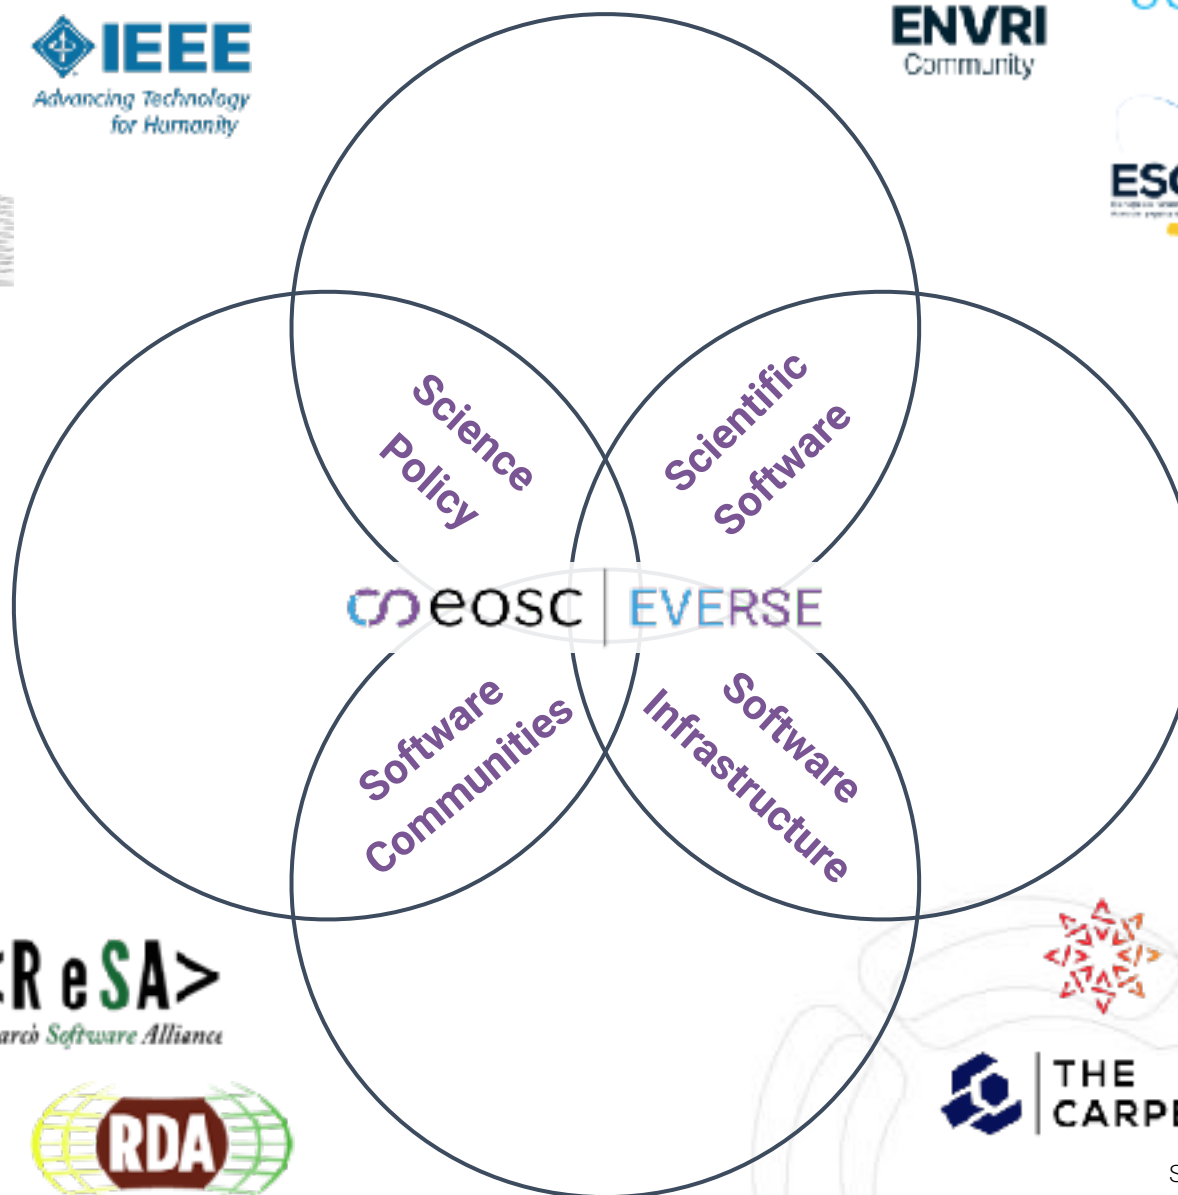 IEEE
Advancing Technology
for Humanity
ENVRI
Community
Science
Policy
Scientific
Software
eosc | EVERSE
Software
Communities
Software
Infrastructure
<ReSA>
Software Alliance
RDA
THE